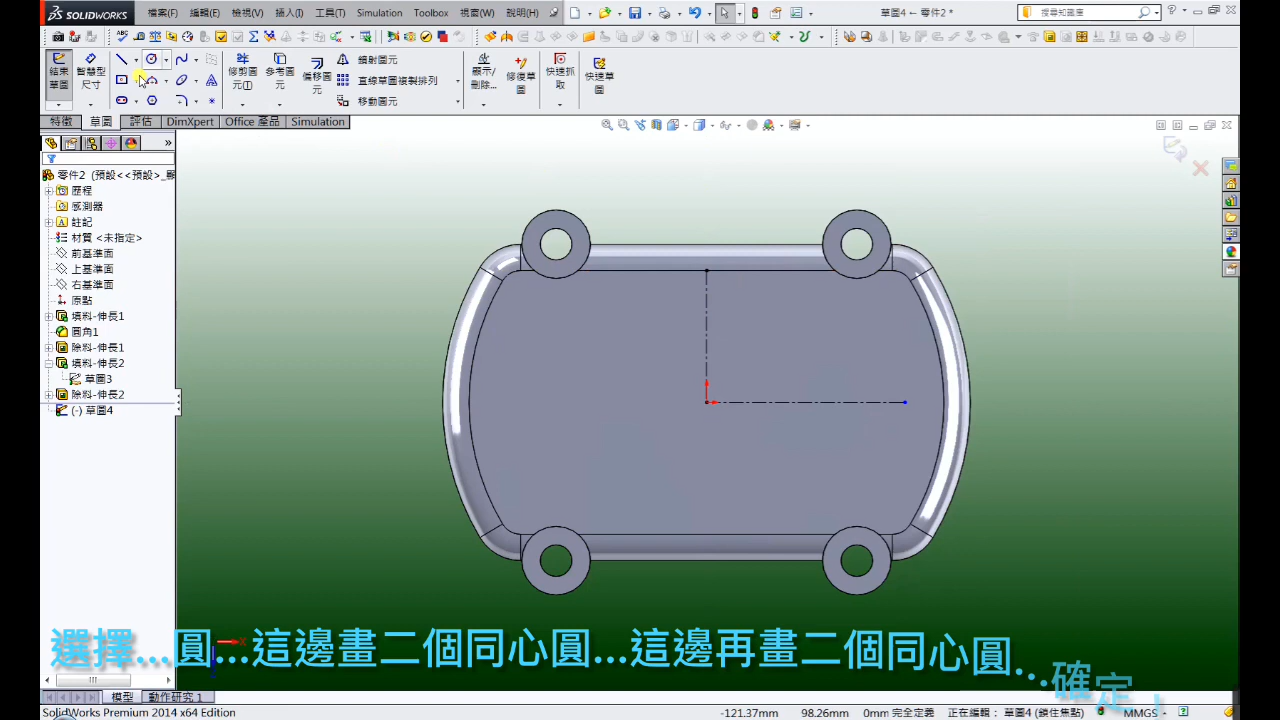 SOLIDWORKS
檔案(F)
編輯(E)
檢視(V)
插入(I)
工具(T)
Simulation
Toolbox
視窗(W)
說明(H)
草圖4 ← 零件2 *
搜尋知識庫
結束草圖
智慧型尺寸
修剪圖元(I)
參考圖元
偏移圖元
鏡射圖元
直線草圖複製排列
移動圖元
顯示/刪除...
修復草圖
快速抓取
快速草圖
特徵
草圖
評估
DimXpert
Office 產品
Simulation
零件2 (預設<<預設>_顯
歷程
感測器
註記
材質 <未指定>
前基準面
上基準面
右基準面
原點
填料-伸長1
圓角1
除料-伸長1
填料-伸長2
草圖3
除料-伸長2
(-) 草圖4
選擇...圓...這邊畫二個同心圓...這邊再畫二個同心圓...確定
模型
動作研究 1
SolidWorks Premium 2014 x64 Edition
-121.37mm
98.26mm
0mm
完全定義
正在編輯： 草圖4 (鎖住焦點)
MMGS